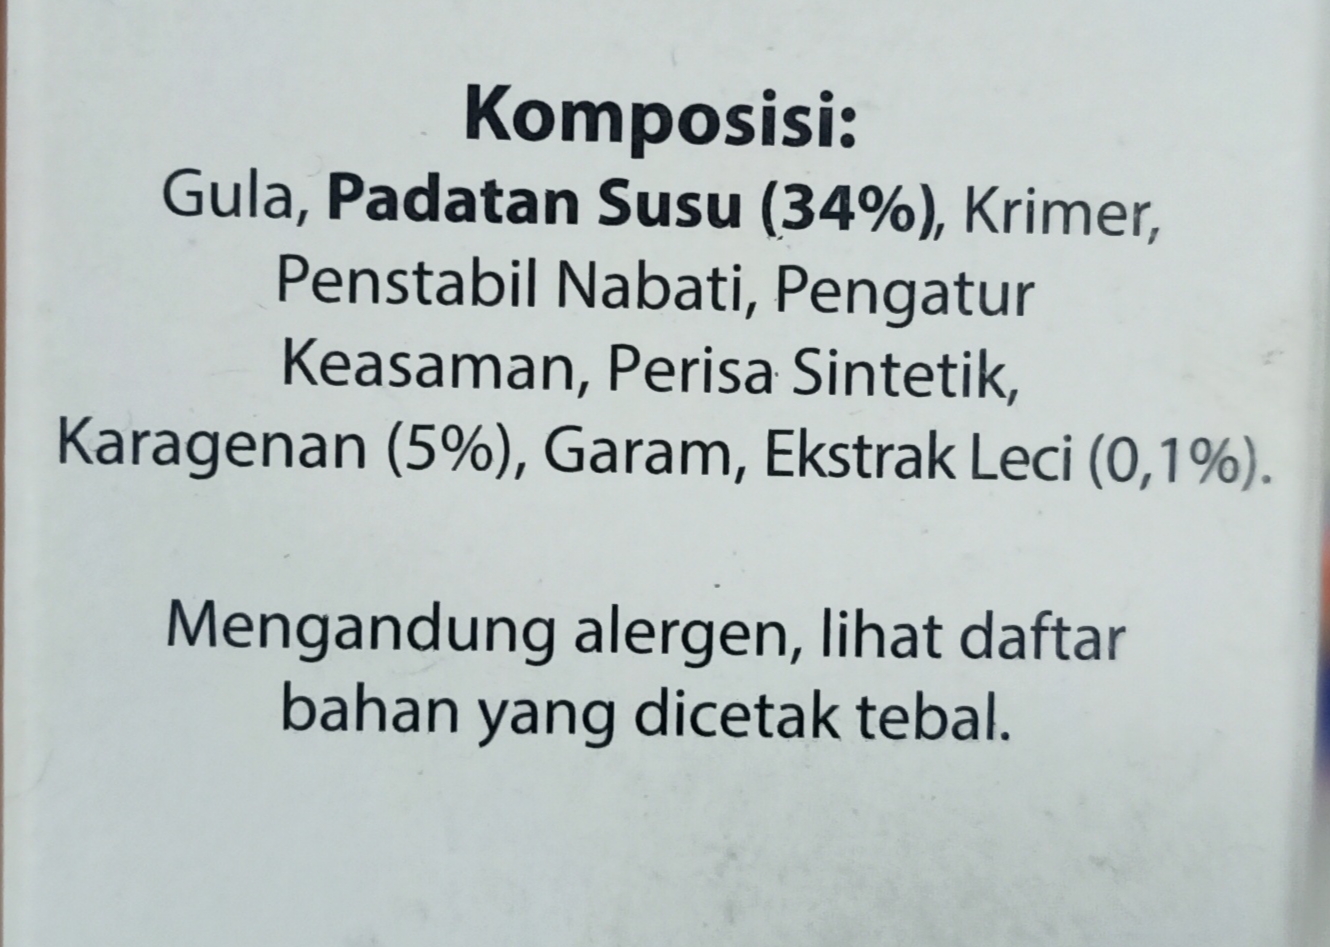 Komposisi:
Gula, Padatan Susu (34%), Krimer,
Penstabil Nabati, Pengatur
Keasaman, Perisa Sintetik,
Karagenan (5%), Garam, Ekstrak Leci (0,1%).
Mengandung alergen, lihat daftar
bahan yang dicetak tebal.